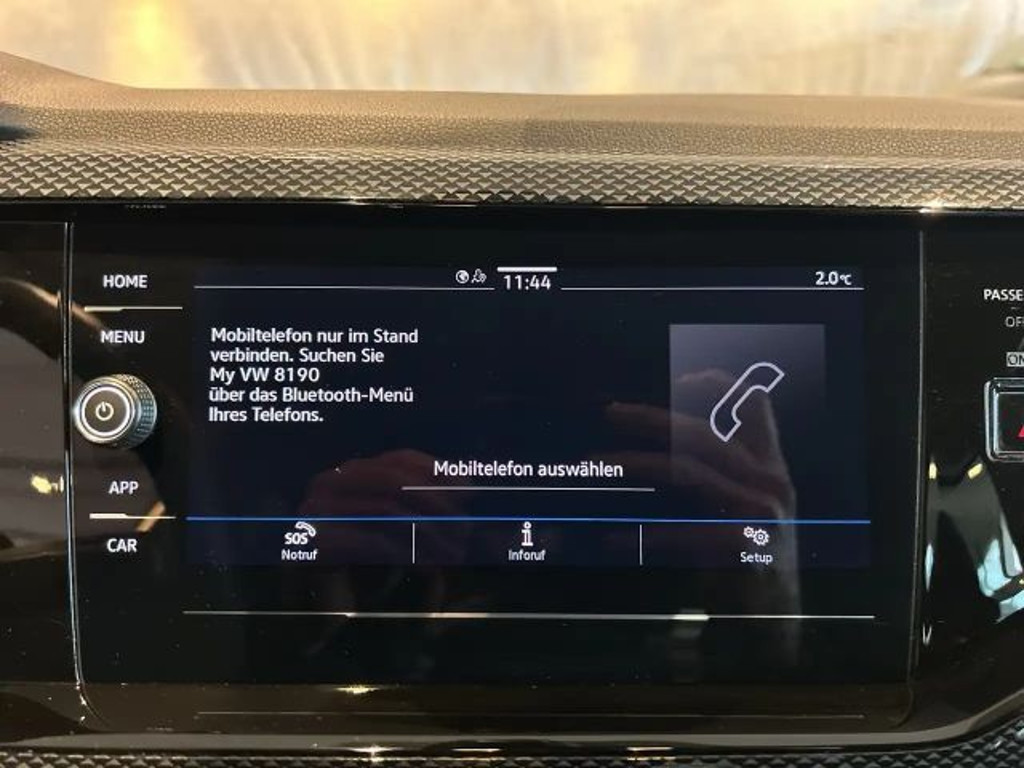 HOME
MENU
APP
CAR
11:44
2.0°C
Mobiltelefon nur im Stand
verbinden. Suchen Sie
My VW 8190
über das Bluetooth-Menü
Ihres Telefons.
Mobiltelefon auswählen
SOS
Notruf
i
Inforuf
Setup
PASSE
OF
ON